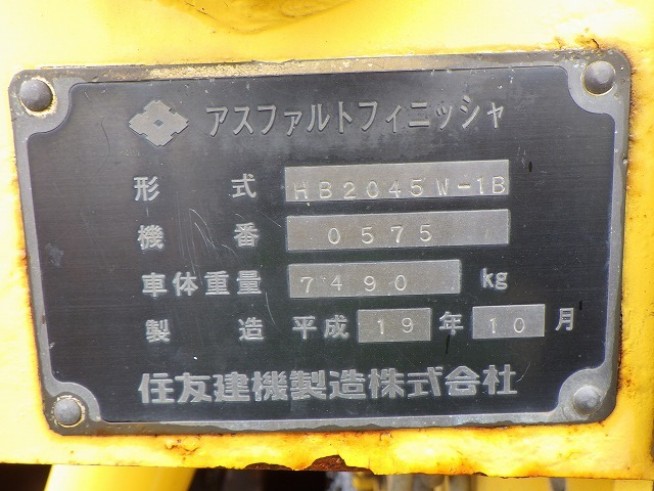 アスファルトフィニッシャ
形式 HB2045W-1B
機番 0575
車体重量 7490 kg
製造 平成 19 年 10 月
住友建機製造株式会社